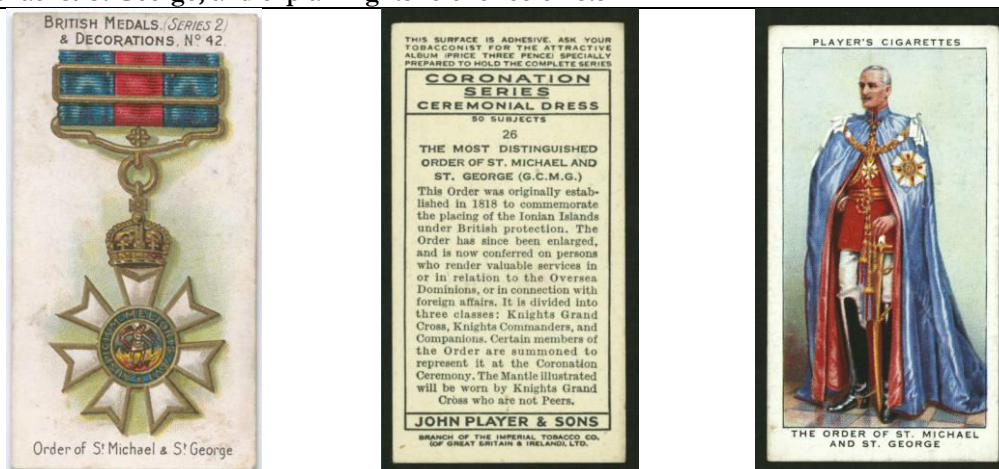 St. George, and explain
BRITISH MEDALS. (SERIES 2)
& DECORATIONS, Nº 42.
Order of St Michael & St George
THIS SURFACE IS ADHESIVE. ASK YOUR
TOBACCONIST FOR THE ATTRACTIVE
ALBUM (PRICE THREE PENCE) SPECIALLY
PREPARED TO HOLD THE COMPLETE SERIES
CORONATION
SERIES
CEREMONIAL DRESS
50 SUBJECTS
26
THE MOST DISTINGUISHED
ORDER OF ST. MICHAEL AND
ST. GEORGE (G.C.M.G.)
This Order was originally estab-
lished in 1818 to commemorate
the placing of the Ionian Islands
under British protection. The
Order has since been enlarged,
and is now conferred on persons
who render valuable services in
or in relation to the Oversea
Dominions, or in connection with
foreign affairs. It is divided into
three classes: Knights Grand
Cross, Knights Commanders, and
Companions. Certain members of
the Order are summoned to
represent it at the Coronation
Ceremony. The Mantle illustrated
will be worn by Knights Grand
Cross who are not Peers.
JOHN PLAYER & SONS
BRANCH OF THE IMPERIAL TOBACCO CO.
(OF GREAT BRITAIN & IRELAND), LTD.
PLAYER'S CIGARETTES
THE ORDER OF ST. MICHAEL
AND ST. GEORGE